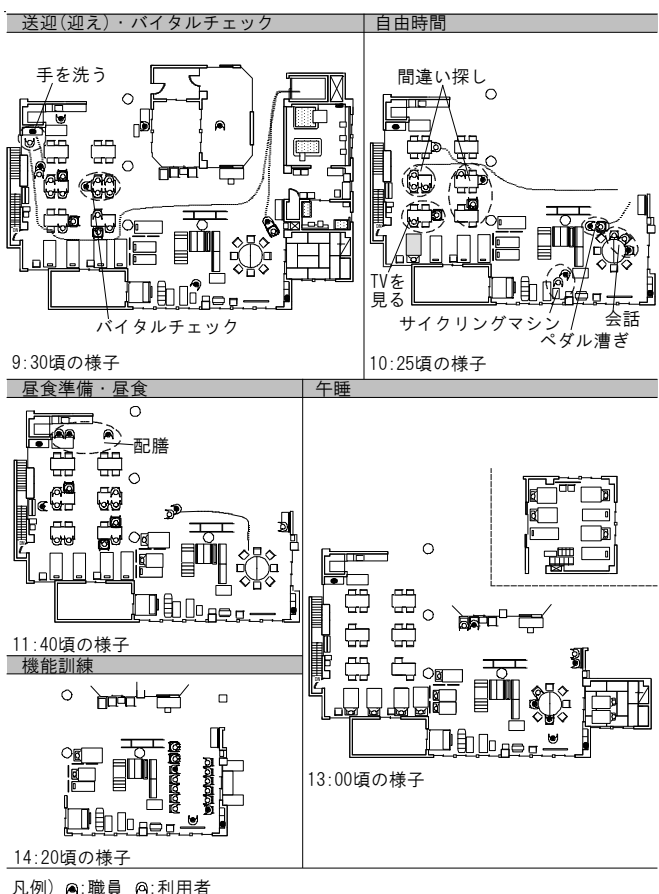 送迎(迎え)・バイタルチェック
手を洗う
バイタルチェック
9:30頃の様子
自由時間
間違い探し
TVを
見る
サイクリングマシン
ペダル漕ぎ
会話
10:25頃の様子
昼食準備・昼食
配膳
11:40頃の様子
午睡
13:00頃の様子
機能訓練
14:20頃の様子
凡例) :職員 :利用者